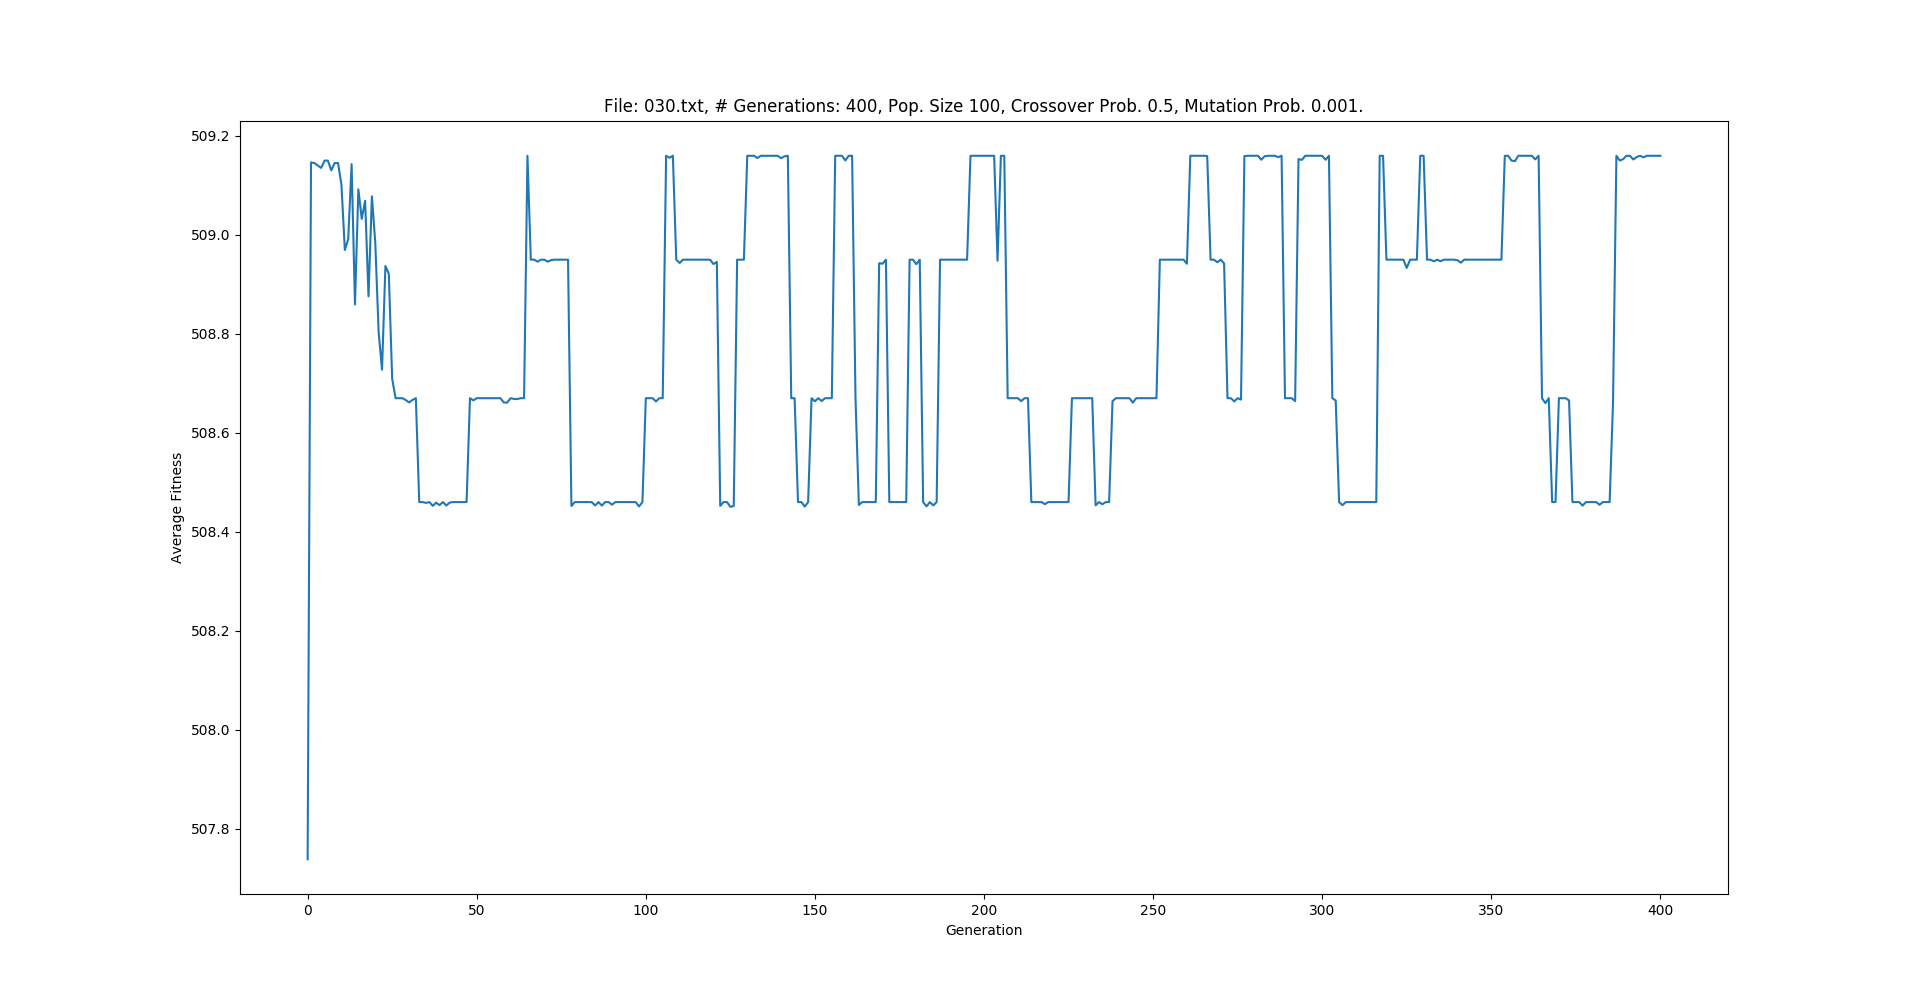 File: 030.txt, # Generations: 400, Pop. Size 100, Crossover Prob. 0.5, Mutation Prob. 0.001.
509.2
509.0
508.8
508.6
508.4
508.2
508.0
507.8
Average Fitness
0 50 100 150 200 250 300 350 400
Generation